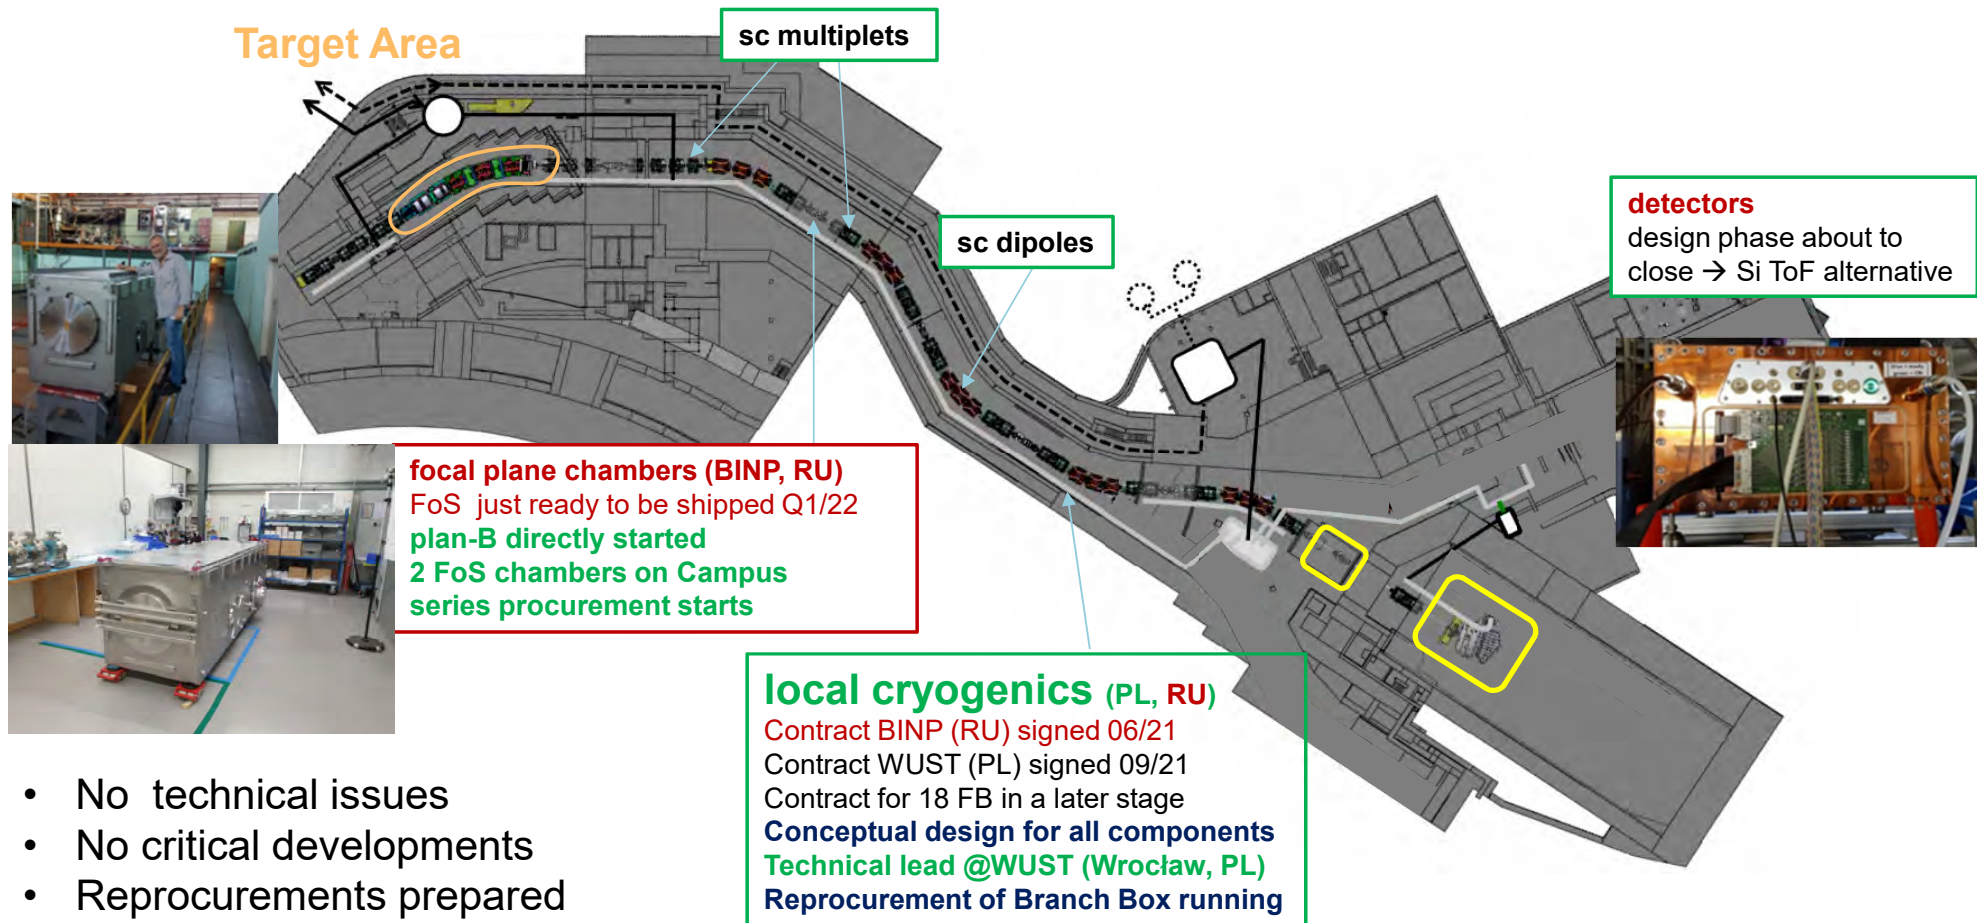 Target Area
sc multiplets
sc dipoles
detectors
design phase about to
close → Si ToF alternative
focal plane chambers (BINP, RU)
FoS  just ready to be shipped Q1/22
plan-B directly started
2 FoS chambers on Campus
series procurement starts
local cryogenics (PL, RU)
Contract BINP (RU) signed 06/21
Contract WUST (PL) signed 09/21
Contract for 18 FB in a later stage
Conceptual design for all components
Technical lead @WUST (Wrocław, PL)
Reprocurement of Branch Box running
• No  technical issues
• No critical developments
• Reprocurements prepared